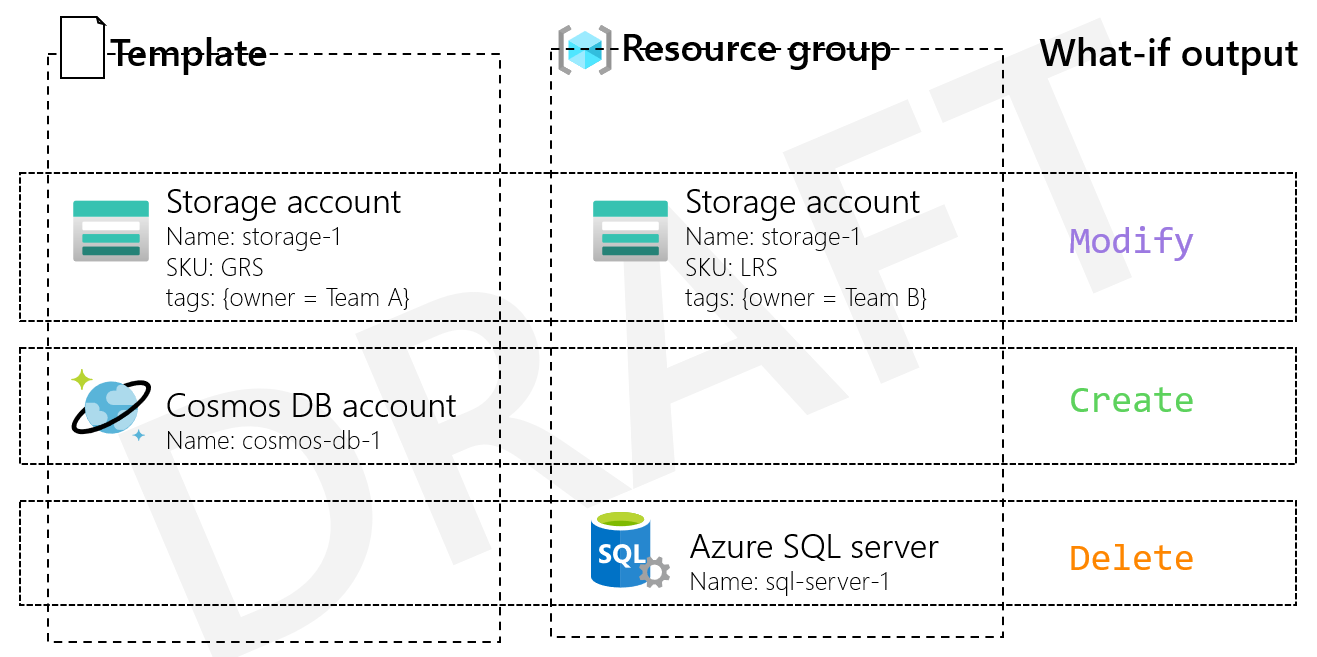 Template
Resource group
What-if output
Storage account
Name: storage-1
SKU: GRS
tags: {owner = Team A}
Storage account
Name: storage-1
SKU: LRS
tags: {owner = Team B}
Modify
Cosmos DB account
Name: cosmos-db-1
Create
SQL
Azure SQL server
Name: sql-server-1
Delete
DRAFT